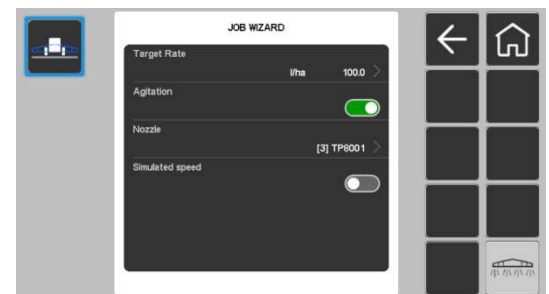 JOB WIZARD
Target Rate
l/ha 100.0
Agitation
Nozzle
[3] TP8001
Simulated speed